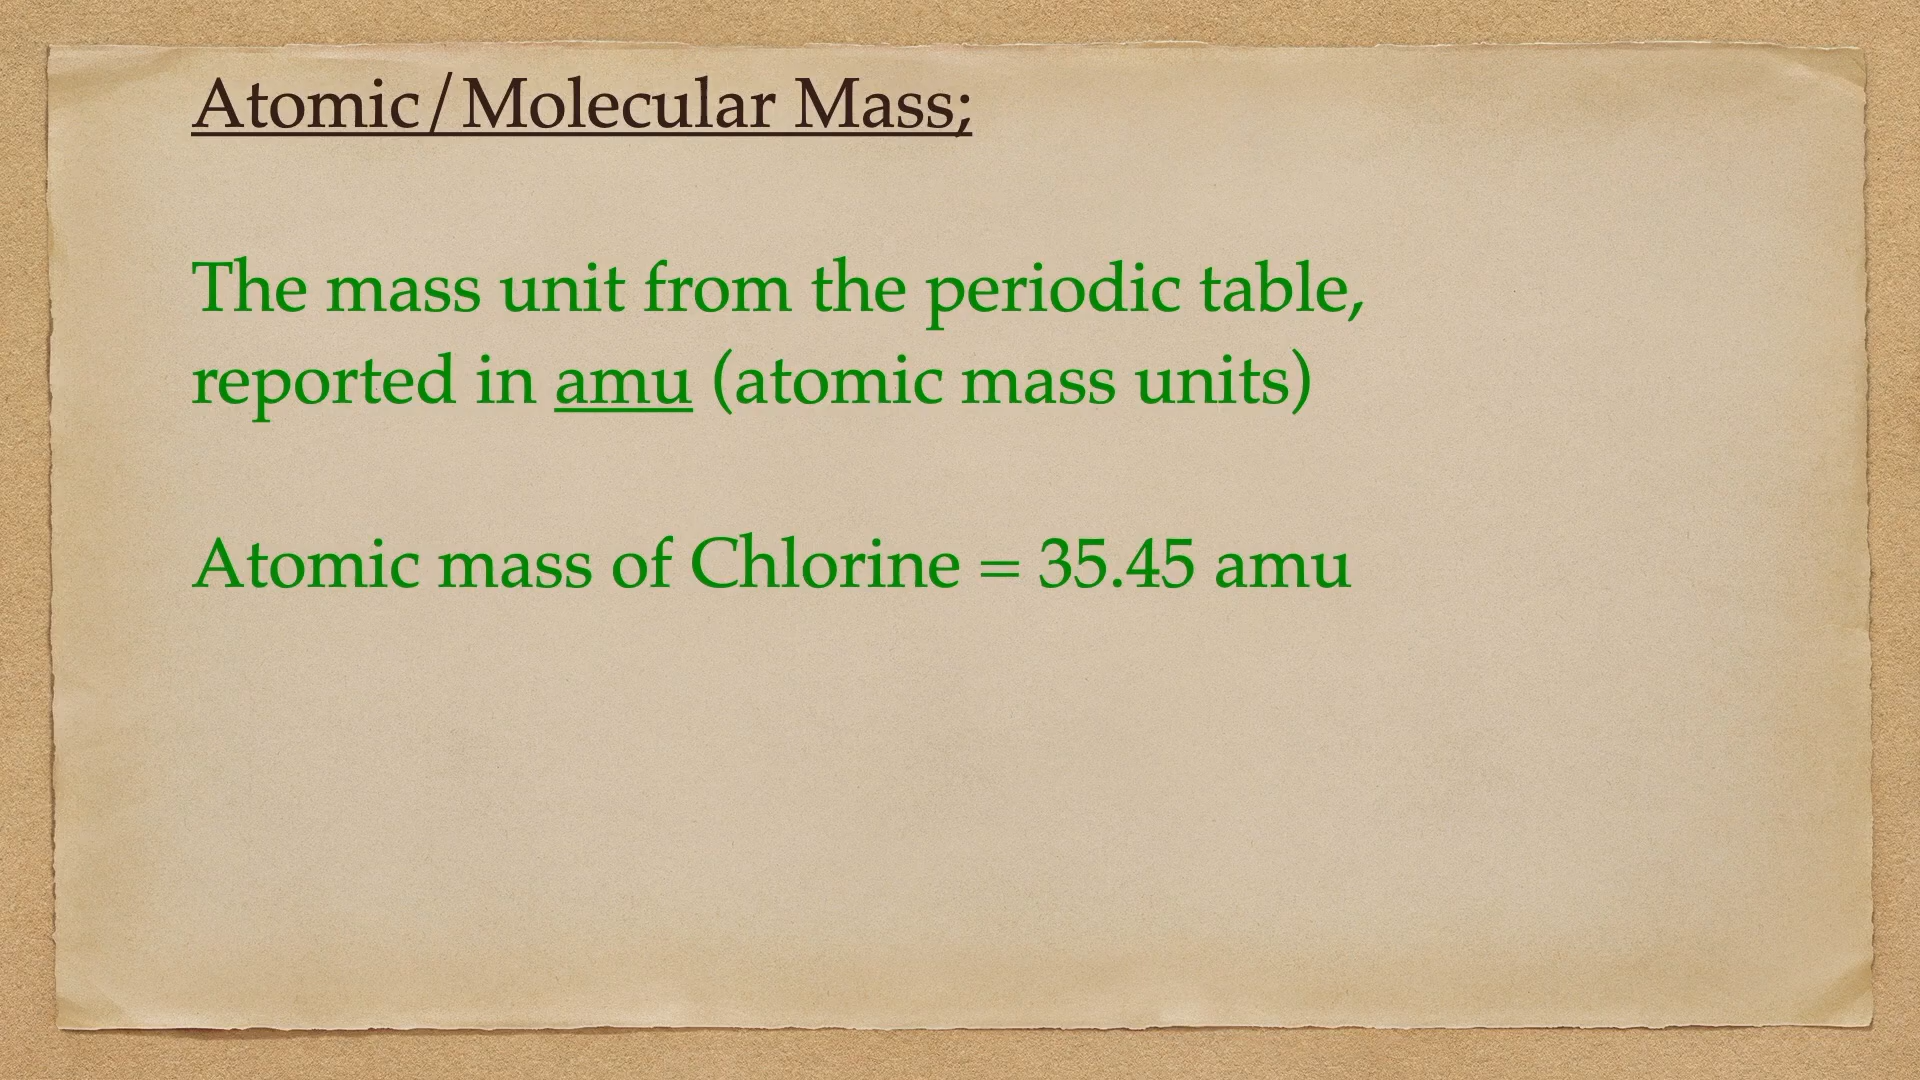 Atomic/Molecular Mass;
The mass unit from the periodic table,
reported in amu (atomic mass units)
Atomic mass of Chlorine = 35.45 amu